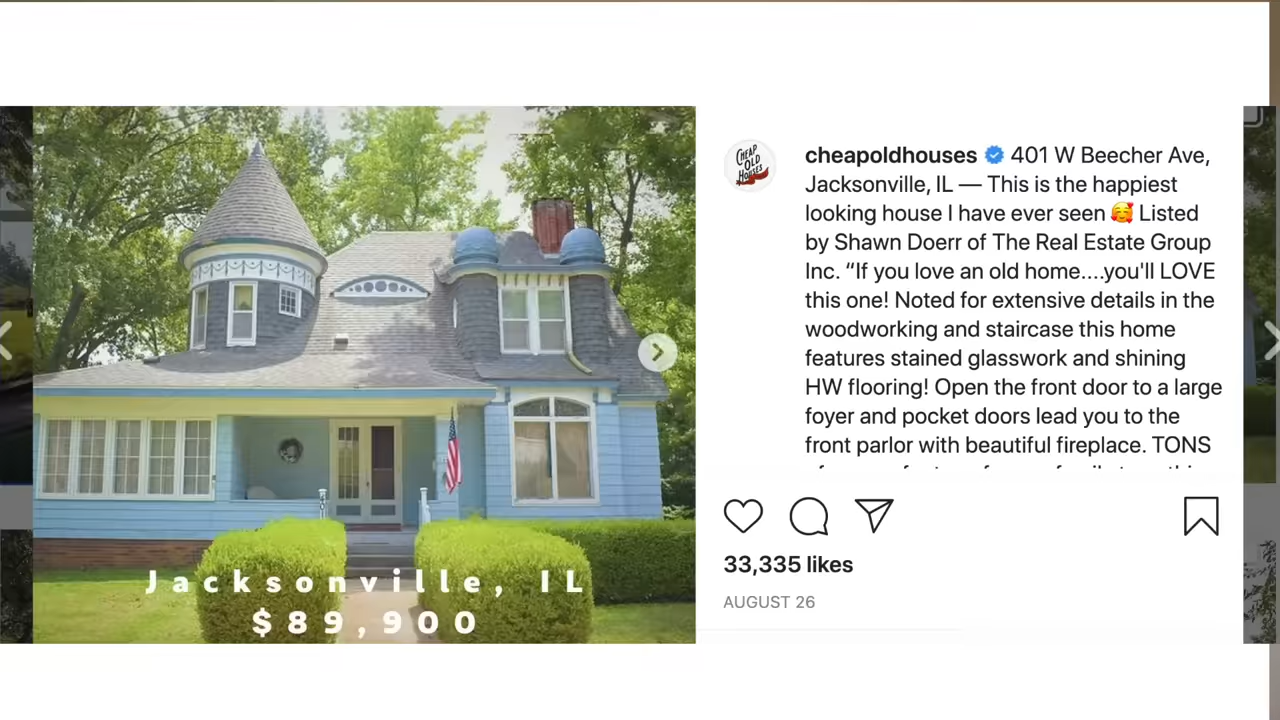 Jacksonville, IL
$89,900
CHEAP
OLD
HOUSES
cheapoldhouses 401 W Beecher Ave,
Jacksonville, IL — This is the happiest
looking house I have ever seen 🥰 Listed
by Shawn Doerr of The Real Estate Group
Inc. “If you love an old home....you'll LOVE
this one! Noted for extensive details in the
woodworking and staircase this home
features stained glasswork and shining
HW flooring! Open the front door to a large
foyer and pocket doors lead you to the
front parlor with beautiful fireplace. TONS
33,335 likes
AUGUST 26